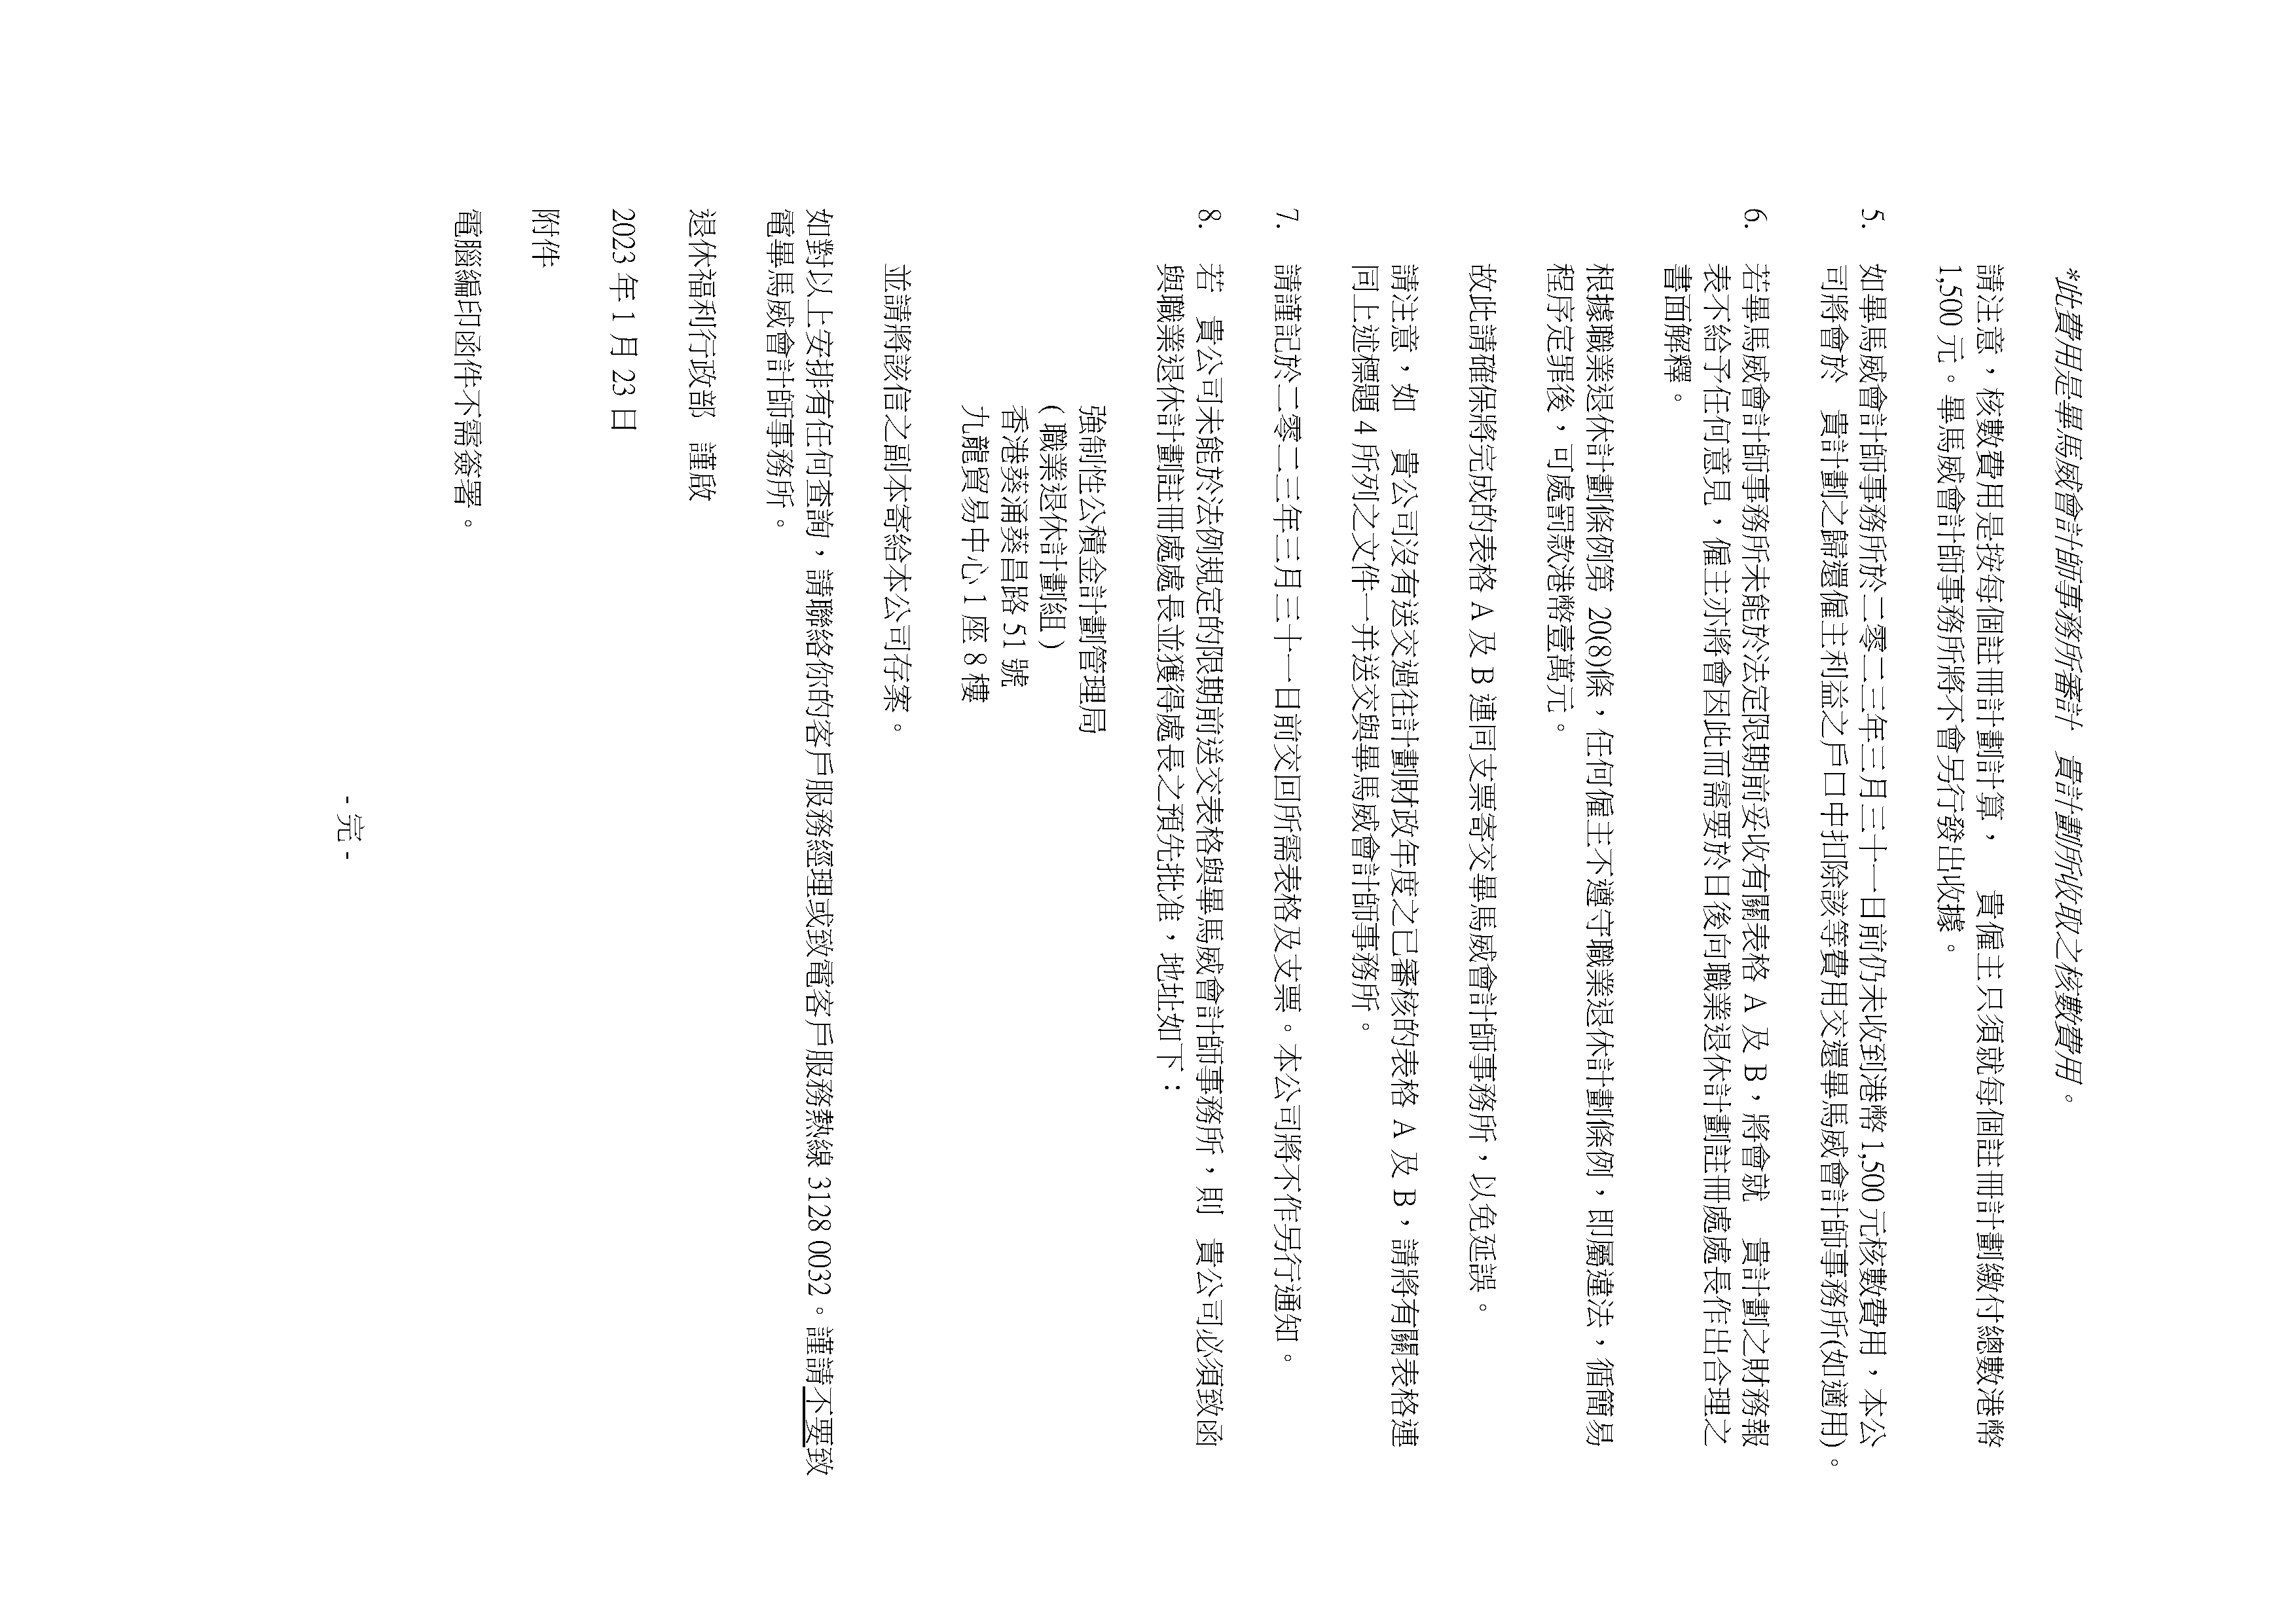 *此費用是畢馬威會計師事務所審計　貴計劃所收取之核數費用。
請注意，核數費用是按每個註冊計劃計算，　貴僱主只須就每個註冊計劃繳付總數港幣
1,500 元。畢馬威會計師事務所將不會另行發出收據。
5. 如畢馬威會計師事務所於二零二三年三月三十一日前仍未收到港幣 1,500 元核數費用，本公
司將會於　貴計劃之歸還僱主利益之戶口中扣除該等費用交還畢馬威會計師事務所(如適用)。
6. 若畢馬威會計師事務所未能於法定限期前妥收有關表格 A 及 B，將會就　貴計劃之財務報
表不給予任何意見，僱主亦將會因此而需要於日後向職業退休計劃註冊處處長作出合理之
書面解釋。
根據職業退休計劃條例第 20(8)條，任何僱主不遵守職業退休計劃條例，即屬違法，循簡易
程序定罪後，可處罰款港幣壹萬元。
故此請確保將完成的表格 A 及 B 連同支票寄交畢馬威會計師事務所，以免延誤。
請注意，如　貴公司沒有送交過往計劃財政年度之已審核的表格 A 及 B，請將有關表格連
同上述標題 4 所列之文件一并送交與畢馬威會計師事務所。
7. 請謹記於二零二三年三月三十一日前交回所需表格及支票。本公司將不作另行通知。
8. 若　貴公司未能於法例規定的限期前送交表格與畢馬威會計師事務所，則　貴公司必須致函
與職業退休計劃註冊處處長並獲得處長之預先批准，地址如下：
強制性公積金計劃管理局
( 職業退休計劃組 )
香港葵涌葵昌路 51 號
九龍貿易中心 1 座 8 樓
並請將該信之副本寄給本公司存案。
如對以上安排有任何查詢，請聯絡你的客戶服務經理或致電客戶服務熱線 3128 0032。謹請不要致
電畢馬威會計師事務所。
退休福利行政部　謹啟
2023 年 1 月 23 日
附件
電腦編印函件不需簽署。
- 完 -